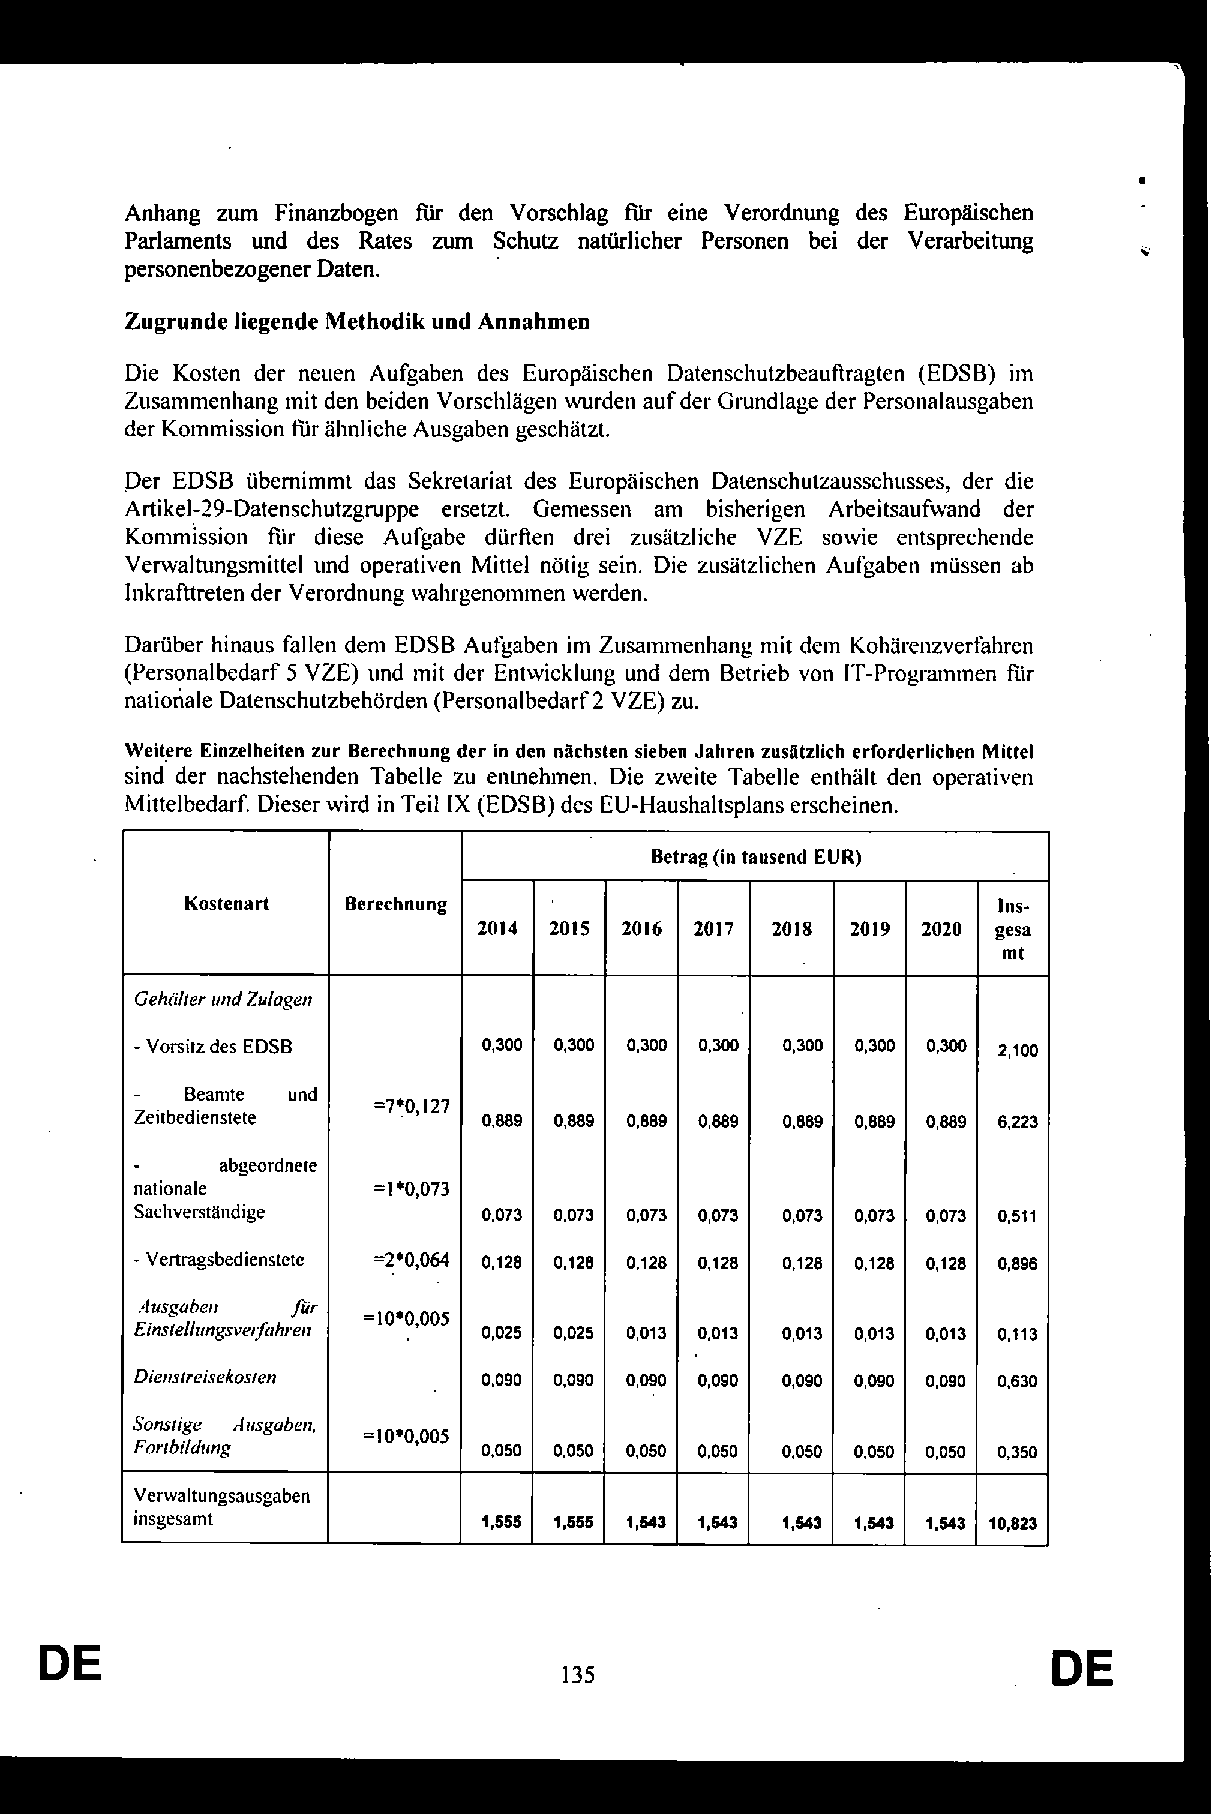 Anhang zum Finanzbogen für den Vorschlag für eine Verordnung des Europäischen
Parlaments und des Rates zum Schutz natürlicher Personen bei der Verarbeitung
personenbezogener Daten.
Zugrunde liegende Methodik und Annahmen
Die Kosten der neuen Aufgaben des Europäischen Datenschutzbeauftragten (EDSB) im
Zusammenhang mit den beiden Vorschlägen wurden auf der Grundlage der Personalausgaben
der Kommission für ähnliche Ausgaben geschätzt.
Der EDSB übernimmt das Sekretariat des Europäischen Datenschutzausschusses, der die
Artikel-29-Datenschutzgruppe ersetzt. Gemessen am bisherigen Arbeitsaufwand der
Kommission für diese Aufgabe dürften drei zusätzliche VZE sowie entsprechende
Verwaltungsmittel und operativen Mittel nötig sein. Die zusätzlichen Aufgaben müssen ab
Inkrafttreten der Verordnung wahrgenommen werden.
Darüber hinaus fallen dem EDSB Aufgaben im Zusammenhang mit dem Kohärenzverfahren
(Personalbedarf 5 VZE) und mit der Entwicklung und dem Betrieb von IT-Programmen für
nationale Datenschutzbehörden (Personalbedarf 2 VZE) zu.
Weitere Einzelheiten zur Berechnung der in den nächsten sieben Jahren zusätzlich erforderlichen Mittel
sind der nachstehenden Tabelle zu entnehmen. Die zweite Tabelle enthält den operativen
Mittelbedarf. Dieser wird in Teil IX (EDSB) des EU-Haushaltsplans erscheinen.
Betrag (in tausend EUR)
Kostenart Berechnung Ins-
2014 2015 2016 2017 2018 2019 2020 gesa
mt
Gehälter und Zulagen
- Vorsitz des EDSB 0,300 0,300 0,300 0,300 0,300 0,300 0,300 2,100
- Beamte und
=7*0,127
Zeitbedienstete 0,889 0,889 0,889 0,889 0,889 0,889 0,889 6,223
- abgeordnete
nationale =1*0,073
Sachverständige 0,073 0,073 0,073 0,073 0,073 0,073 0,073 0,511
- Vertragsbedienstete =2*0,064 0,128 0,128 0,128 0,128 0,128 0,128 0,128 0,896
Ausgaben für
=10*0,005
Einstellungsverfahren 0,025 0,025 0,013 0,013 0,013 0,013 0,013 0,113
Dienstreisekosten 0,090 0,090 0,090 0,090 0,090 0,090 0,090 0,630
Sonstige Ausgaben,
=10*0,005
Fortbildung 0,050 0,050 0,050 0,050 0,050 0,050 0,050 0,350
Verwaltungsausgaben
insgesamt 1,555 1,555 1,543 1,543 1,543 1,543 1,543 10,823
DE 135 DE